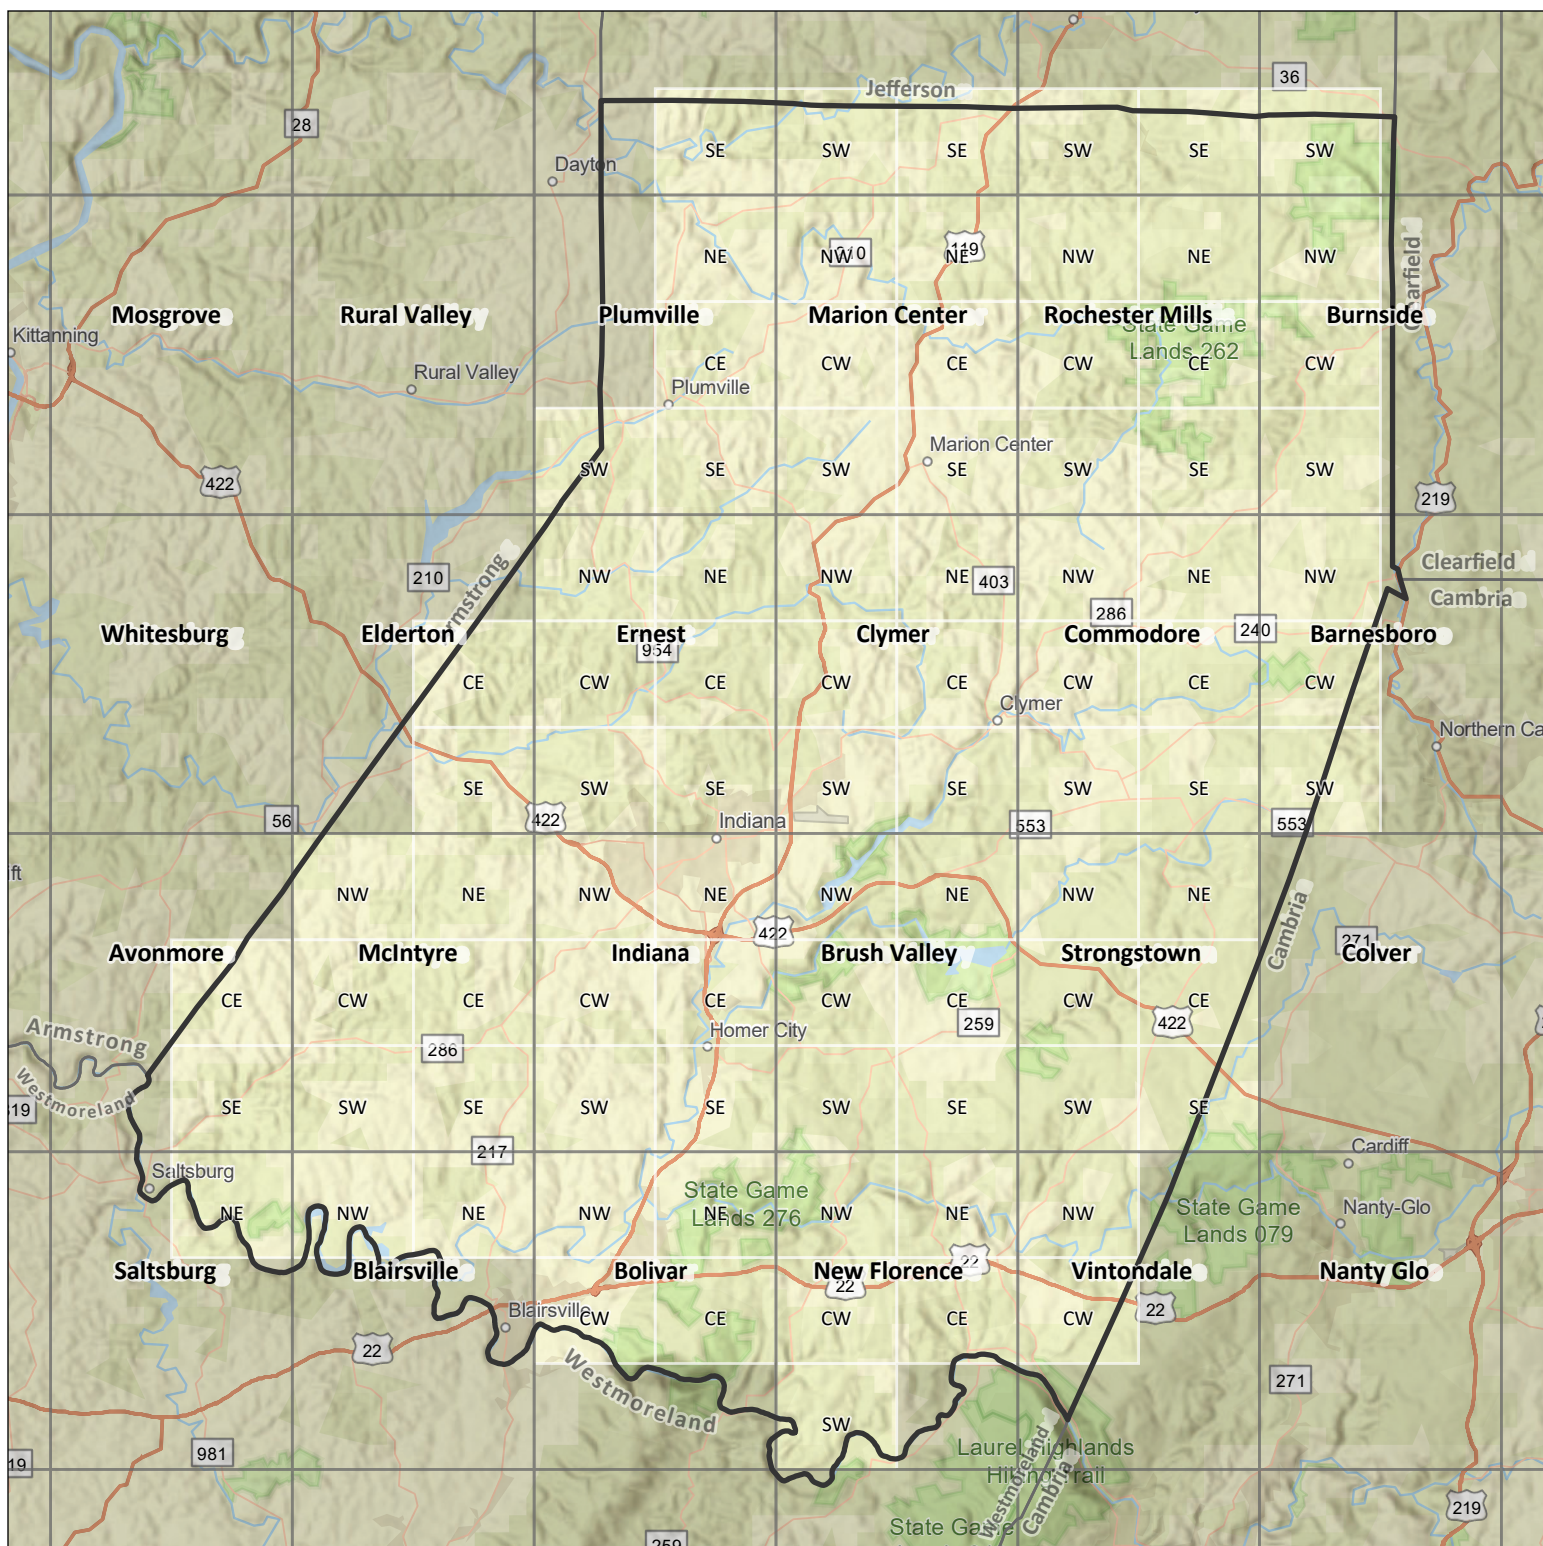 Jefferson
36
28
SE SW SE SW SE SW
Dayton
NE NW NE NW NE NW
210 119
Clearfield
Mosgrove Rural Valley Plumville Marion Center Rochester Mills Burnside
State Game
Lands 262
Kittanning
CE CW CE CW CE CW
Rural Valley
Plumville
Marion Center
SW SE SW SE SW SE SW
422
219
Clearfield
Armstrong
210
NW NE NW NE NW NE NW
403
Cambria
286
240
Whitesburg Elderton Ernest Clymer Commodore Barnesboro
954
CE CW CE CW CE CW CE CW
Clymer
Northern Ca
SE SW SE SW SE SW SE SW
56
422
Indiana
553
553
ift
NW NE NW NE NW NE NW NE
422
Cambria
271
Avonmore McIntyre Indiana Brush Valley Strongstown Colver
CE CW CE CW CE CW CE CW CE
259
422
Armstrong
Homer City
286
Westmoreland
819
SE SW SE SW SE SW SE SW SE
217
Cardiff
Saltsburg
State Game
Lands 276
NE NW NE NW NE NW NE NW
State Game
Lands 079
Nanty-Glo
22
Saltsburg Blairsville Bolivar New Florence Vintondale Nanty Glo
22
22
Blairsville
CW CE CW CE CW
22
Westmoreland
271
SW
981
19
Laurel Highlands
Hiking Trail
Westmoreland
Cambria
219
State Game
259